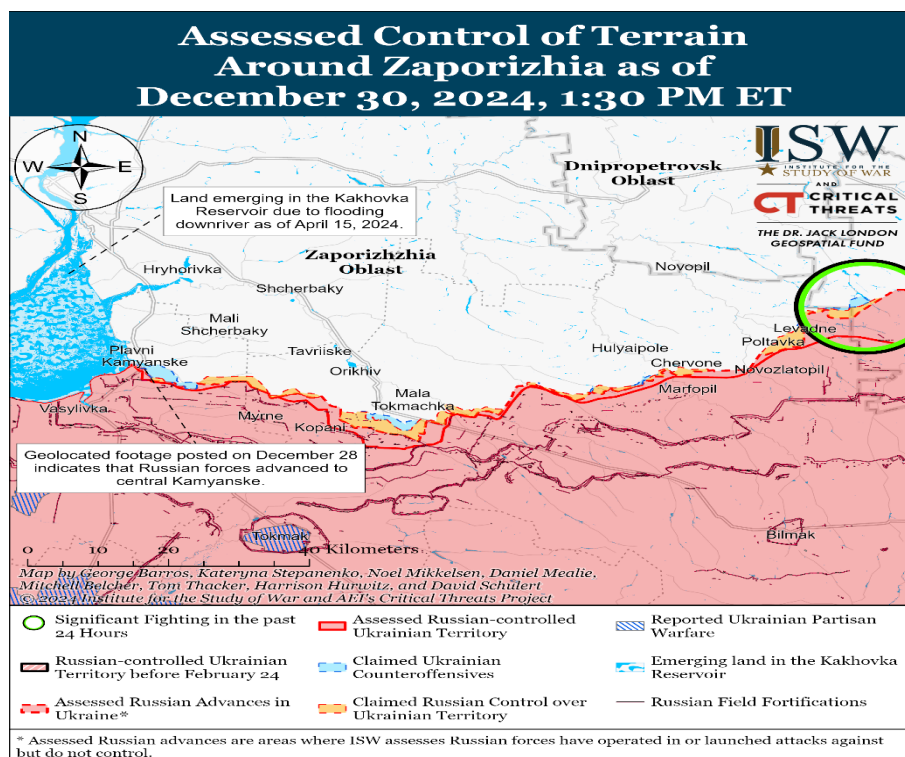 Assessed Control of Terrain
Around Zaporizhia as of
December 30, 2024, 1:30 PM ET
N
W E
S
ISW
INSTITUTE FOR THE
STUDY OF WAR
AND
CT CRITICAL
THREATS
THE DR. JACK LONDON
GEOSPATIAL FUND
Dnipropetrovsk
Oblast
Land emerging in the Kakhovka
Reservoir due to flooding
downriver as of April 15, 2024.
Zaporizhzhia
Oblast
Hryhorivka
Novopil
Shcherbaky
Mali
Shcherbaky
Levadne
Plavni
Tavriiske
Hulyaipole
Poltavka
Kamyanske
Orikhiv
Chervone
Novozlatopil
Mala
Tokmachka
Marfopil
Vasylivka
Myrne
Kopani
Geolocated footage posted on December 28
indicates that Russian forces advanced to
central Kamyanske.
Tokmak
Bilmak
0 20 40 Kilometers
Map by George Barros, Kateryna Stepanenko, Noel Mikkelsen, Daniel Mealie,
Mitchell Belcher, Tom Thacker, Harrison Hurwitz, and David Schulert
© 2024 Institute for the Study of War and AEI's Critical Threats Project
Significant Fighting in the past
24 Hours
Assessed Russian-controlled
Ukrainian Territory
Reported Ukrainian Partisan
Warfare
Russian-controlled Ukrainian
Territory before February 24
Claimed Ukrainian
Counteroffensives
Emerging land in the Kakhovka
Reservoir
Assessed Russian Advances in
Ukraine*
Claimed Russian Control over
Ukrainian Territory
Russian Field Fortifications
* Assessed Russian advances are areas where ISW assesses Russian forces have operated in or launched attacks against
but do not control.